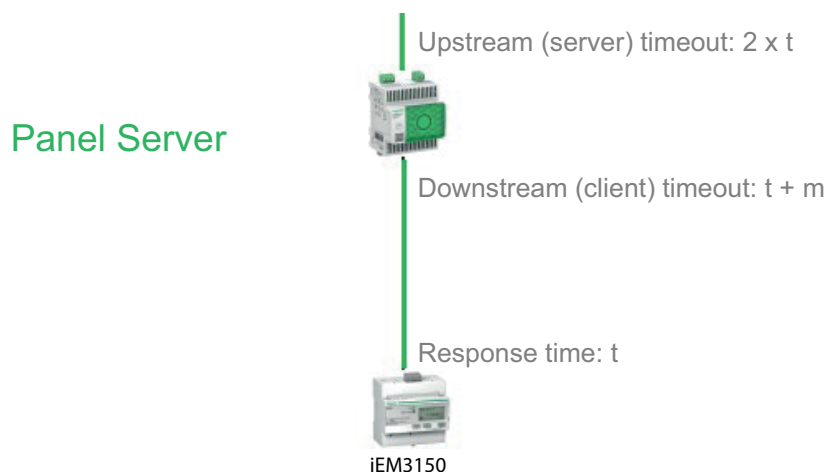 Upstream (server) timeout: 2 x t
Panel Server
Downstream (client) timeout: t + m
Response time: t
iEM3150